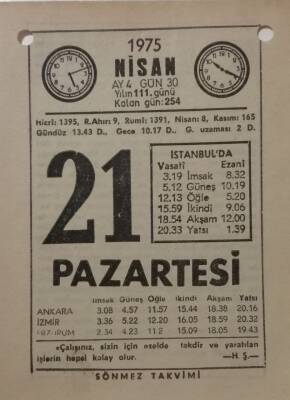 1975
NİSAN
AY 4 GÜN 30
Yılın 111. günü
Kalan gün: 254
Hicrî: 1395, R.Ahır: 9, Rumî: 1391, Nisan: 8, Kasım: 165
Gündüz 13.43 D., Gece 10.17 D., G. uzaması 2 D.
21
İSTANBUL'DA
Vasatî Ezanî
3.19 İmsak 8.32
5.12 Güneş 10.19
12.13 Öğle 5.20
15.59 İkindi 9.06
18.54 Akşam 12.00
20.33 Yatsı 1.39
PAZARTESİ
İmsak Güneş Öğle İkindi Akşam Yatsı
ANKARA 3.08 4.57 11.57 15.44 18.38 20.16
İZMİR 3.36 5.22 12.20 16.05 18.59 20.32
2.34 4.23 11.2 15.09 18.05 19.43
«Çalışınız, sizin için ezelde takdir ve yaratılan
işlerin hepsi kolay olur. —H Ş.—
SÖNMEZ TAKVİMİ